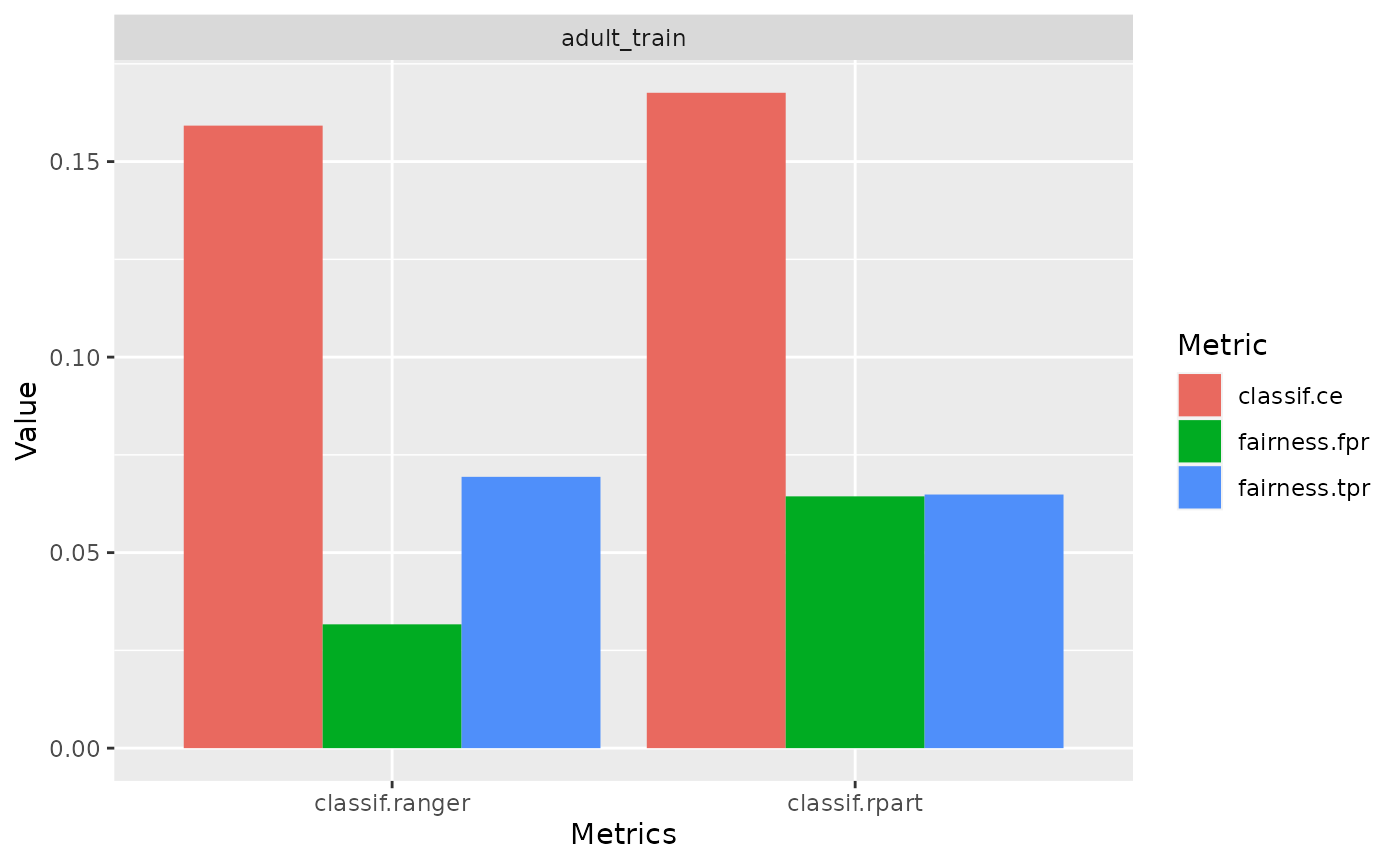 adult_train
0.15
0.10
0.05
0.00
Value
classif.ranger
classif.rpart
Metrics
Metric
classif.ce
fairness.fpr
fairness.tpr